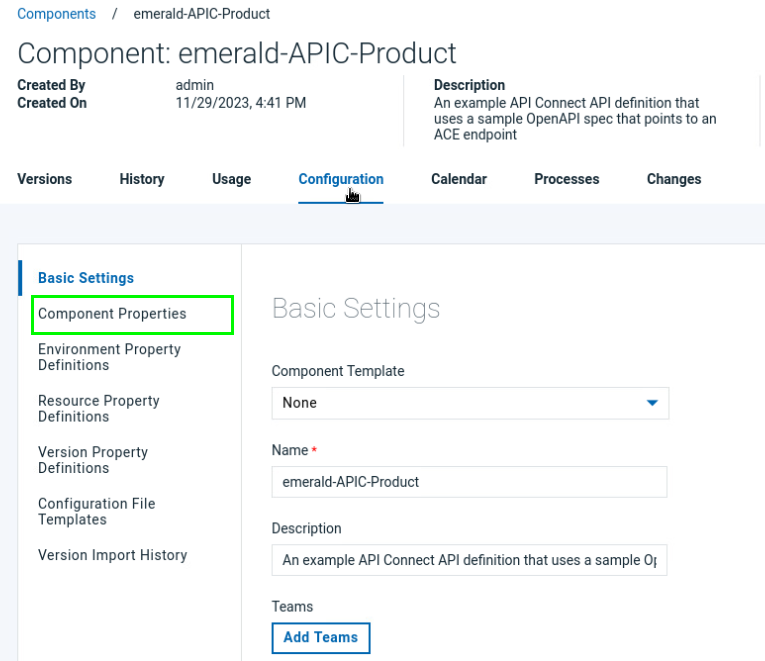 Components / emerald-APIC-Product
Component: emerald-APIC-Product
Created By admin
Created On 11/29/2023, 4:41 PM
Description
An example API Connect API definition that
uses a sample OpenAPI spec that points to an
ACE endpoint
Versions History Usage Configuration Calendar Processes Changes
Basic Settings
Component Properties
Environment Property
Definitions
Resource Property
Definitions
Version Property
Definitions
Configuration File
Templates
Version Import History
Basic Settings
Component Template
None
Name *
emerald-APIC-Product
Description
An example API Connect API definition that uses a sample Op
Teams
Add Teams